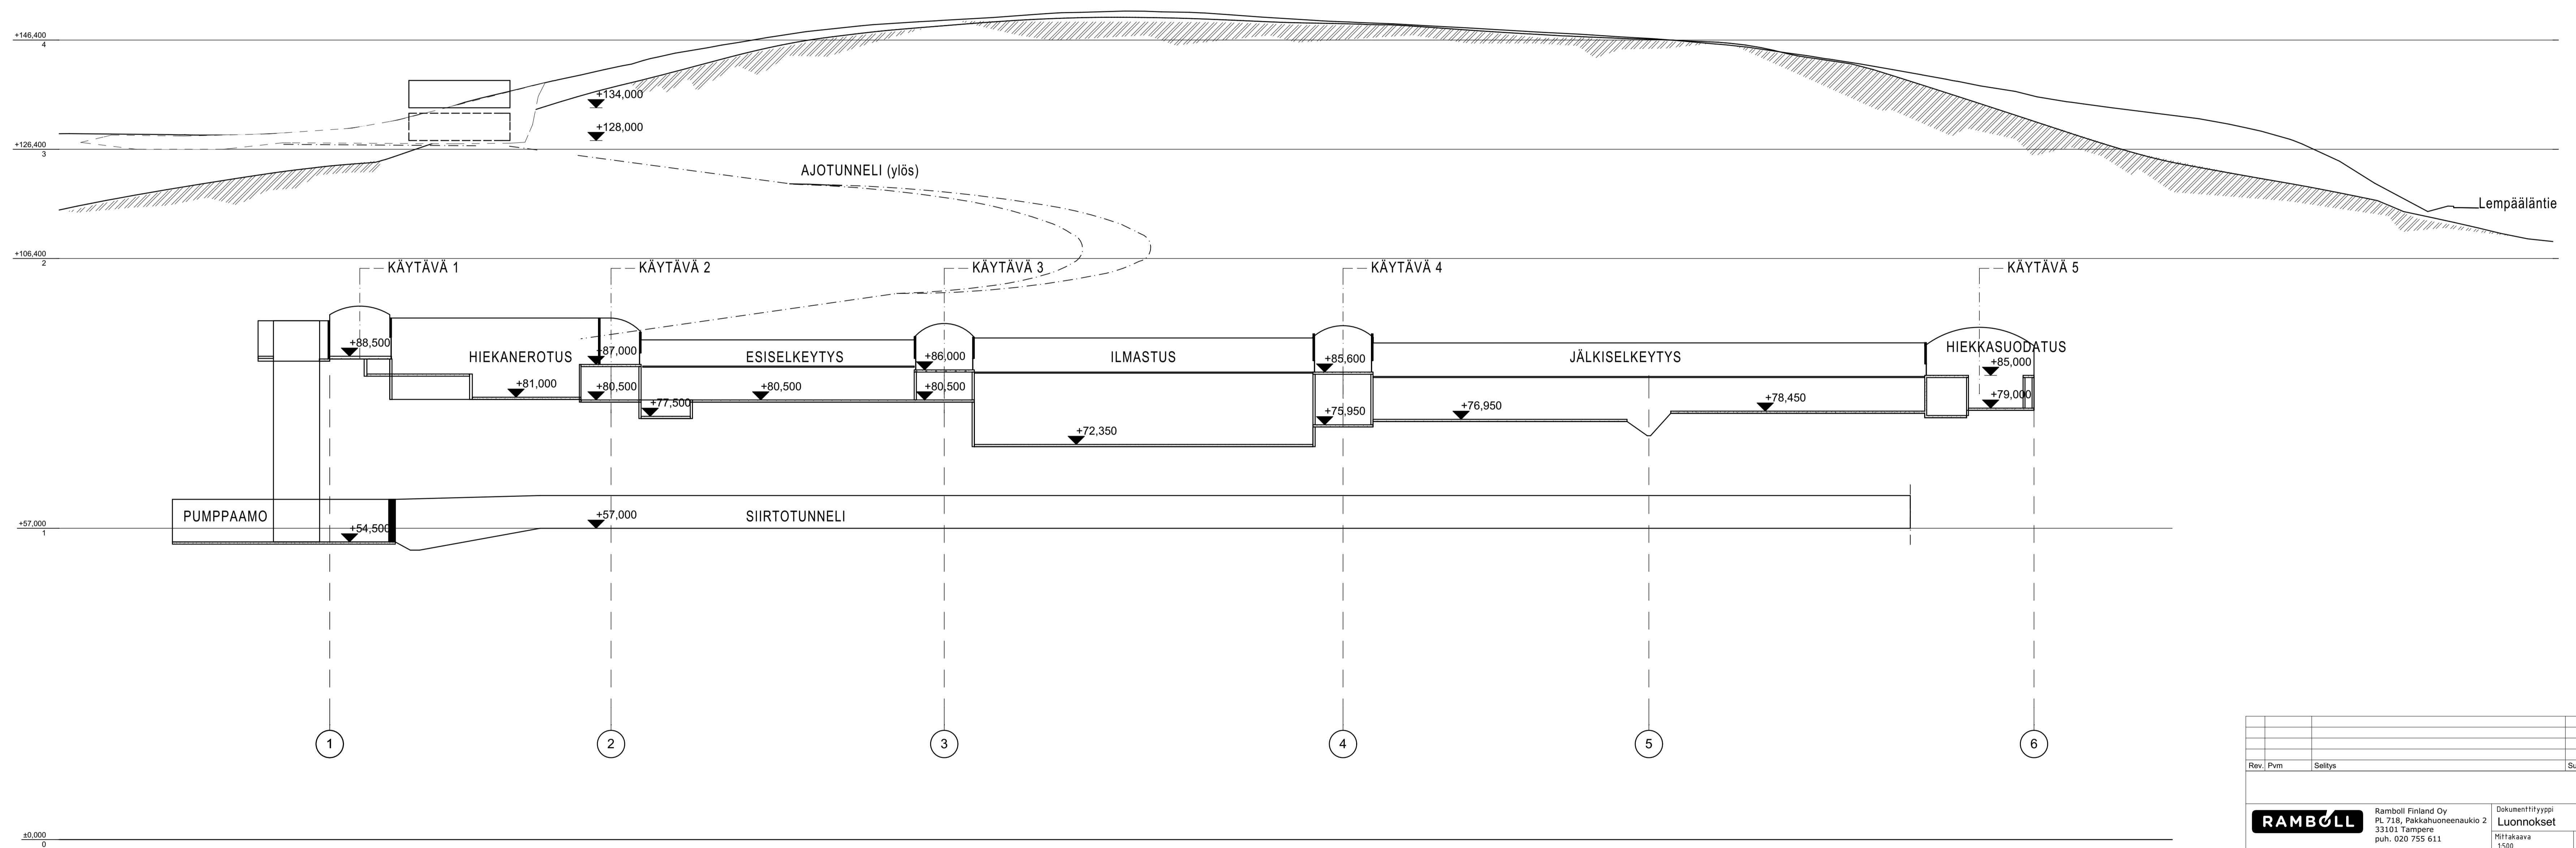 +146,400
4
+134,000
+128,000
+126,400
3
AJOTUNNELI (ylös)
Lempääläntie
+106,400
2
KÄYTÄVÄ 1
KÄYTÄVÄ 2
KÄYTÄVÄ 3
KÄYTÄVÄ 4
KÄYTÄVÄ 5
+88,500
HIEKANEROTUS
+87,000
ESISELKEYTYS
+86,000
ILMASTUS
+85,600
JÄLKISELKEYTYS
HIEKKASUODATUS
+85,000
+81,000
+80,500
+80,500
+80,500
+77,500
+72,350
+75,950
+76,950
+78,450
+79,000
PUMPPAAMO
+54,500
+57,000
SIIRTOTUNNELI
+57,000
1
1
2
3
4
5
6
Rev.
Pvm
Selitys
Su
RAMBOLL
Ramboll Finland Oy
PL 718, Pakkahuoneenaukio 2
33101 Tampere
puh. 020 755 611
Dokumenttityyppi
Luonnokset
Mittakaava
1500
±0,000
0